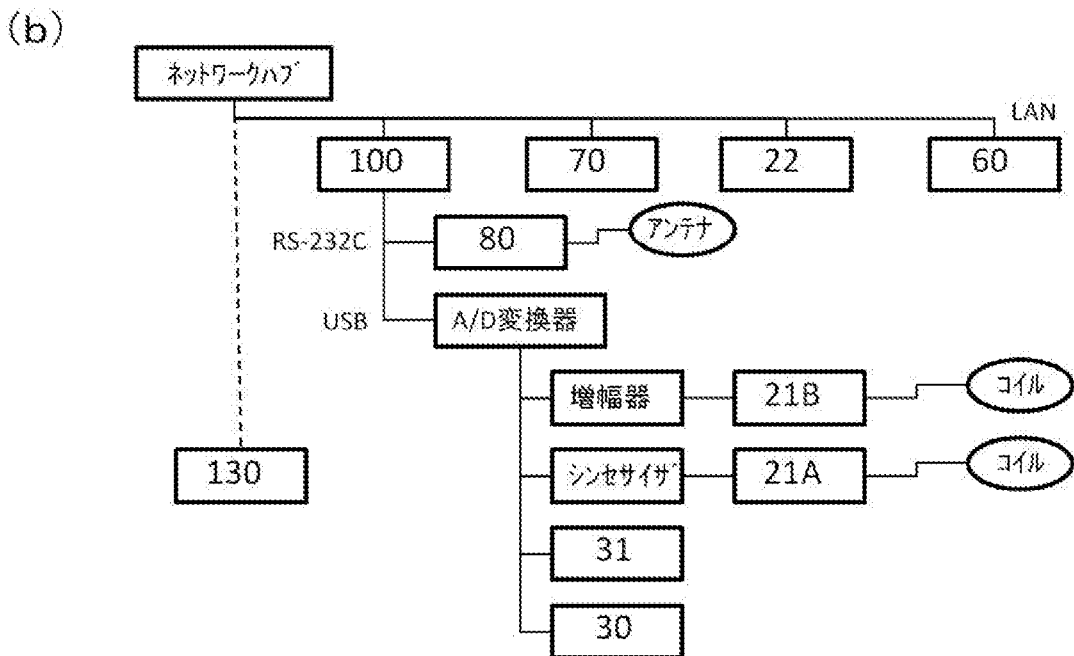 (b)
ネットワークハブ
LAN
100
70
22
60
RS-232C
80
アンテナ
USB
A/D変換器
増幅器
21B
コイル
130
シンセサイザ
21A
コイル
31
30